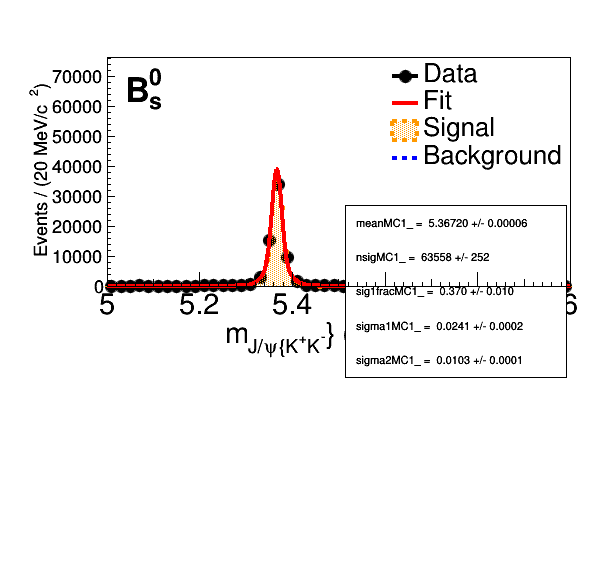 Events / (20 MeV/c²)
70000
60000
50000
40000
30000
20000
10000
0
B⁰ₛ
Data
Fit
Signal
Background
meanMC1_ = 5.36720 +/- 0.00006
nsigMC1_ = 63558 +/- 252
sig1fracMC1_ = 0.370 +/- 0.010
sigma1MC1_ = 0.0241 +/- 0.0002
sigma2MC1_ = 0.0103 +/- 0.0001
5 5.2 5.4 6
m_J/ψ{K⁺K⁻} (